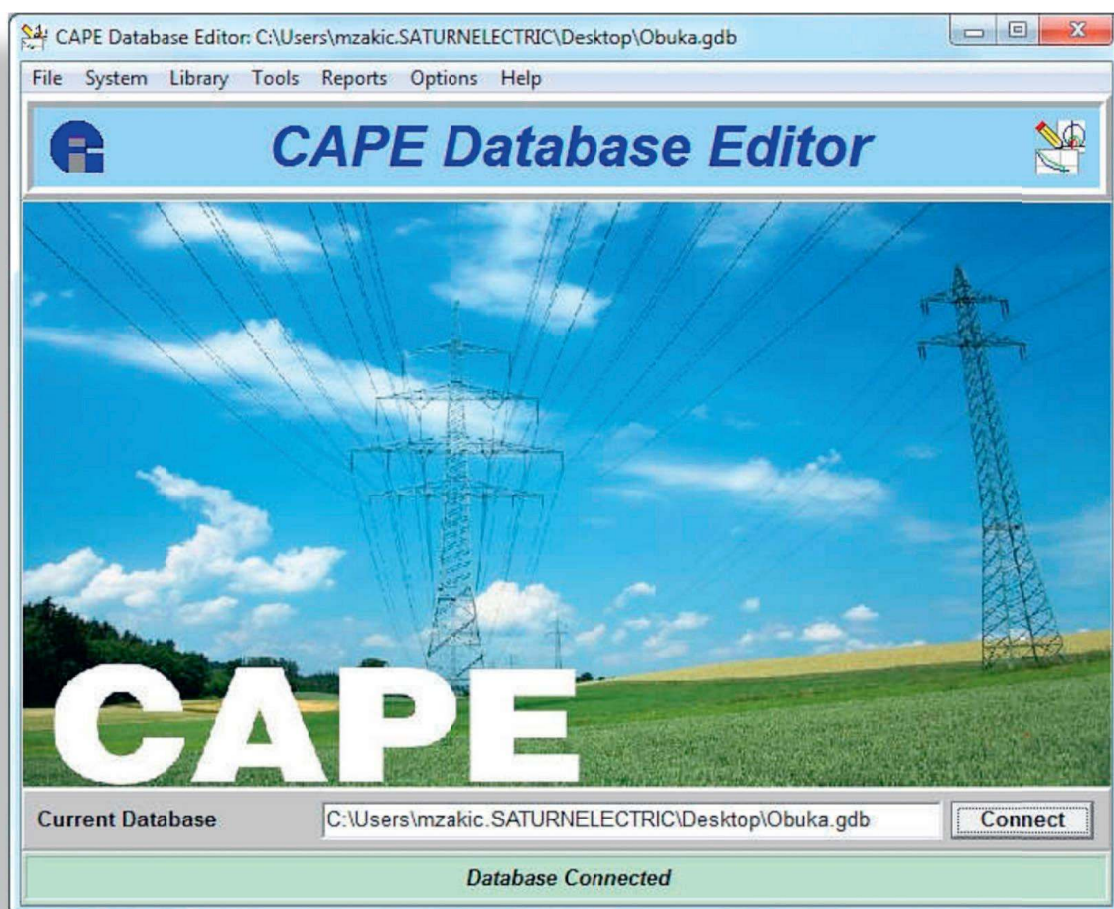 CAPE Database Editor: C:\Users\mzakic.SATURNELECTRIC\Desktop\Obuka.gdb
File System Library Tools Reports Options Help
CAPE Database Editor
CAPE
Current Database C:\Users\mzakic.SATURNELECTRIC\Desktop\Obuka.gdb Connect
Database Connected